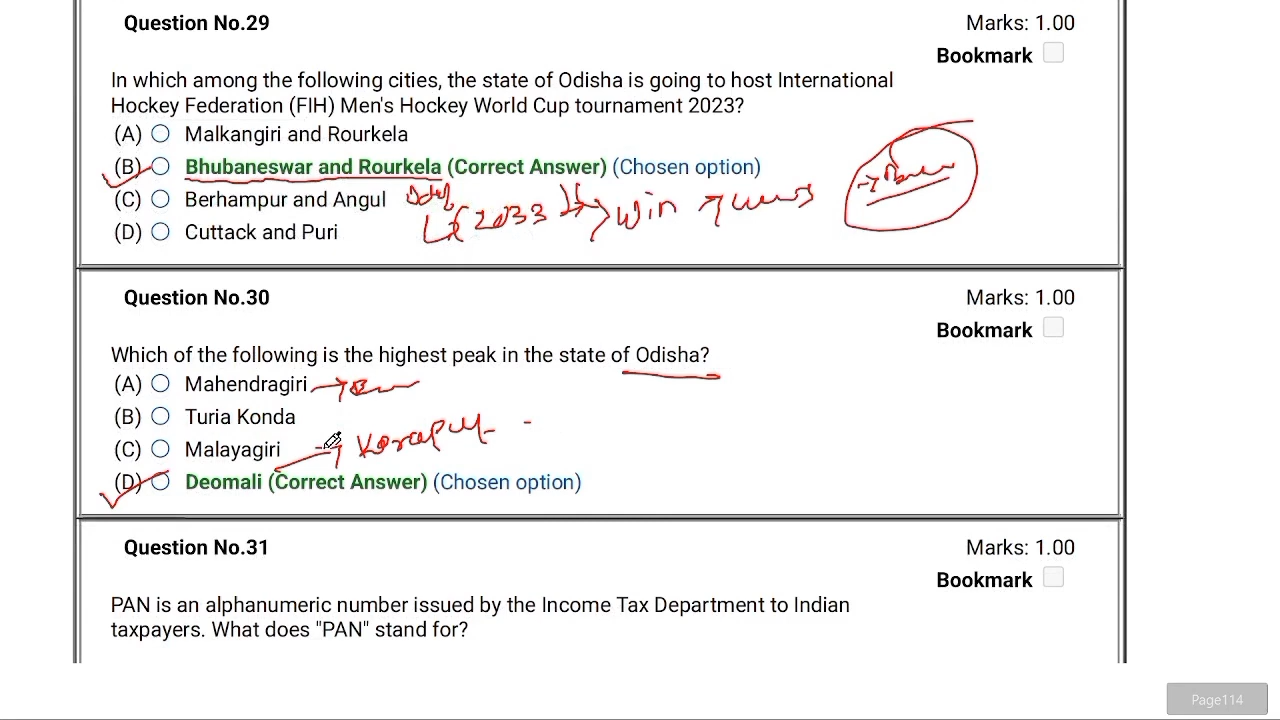 Question No.29
Marks: 1.00
Bookmark
In which among the following cities, the state of Odisha is going to host International
Hockey Federation (FIH) Men's Hockey World Cup tournament 2023?
(A) Malkangiri and Rourkela
(B) Bhubaneswar and Rourkela (Correct Answer) (Chosen option)
(C) Berhampur and Angul
2033 win
(D) Cuttack and Puri
Question No.30
Marks: 1.00
Bookmark
Which of the following is the highest peak in the state of Odisha?
(A) Mahendragiri
(B) Turia Konda
(C) Malayagiri
Koraput
(D) Deomali (Correct Answer) (Chosen option)
Question No.31
Marks: 1.00
Bookmark
PAN is an alphanumeric number issued by the Income Tax Department to Indian
taxpayers. What does "PAN" stand for?
Page114